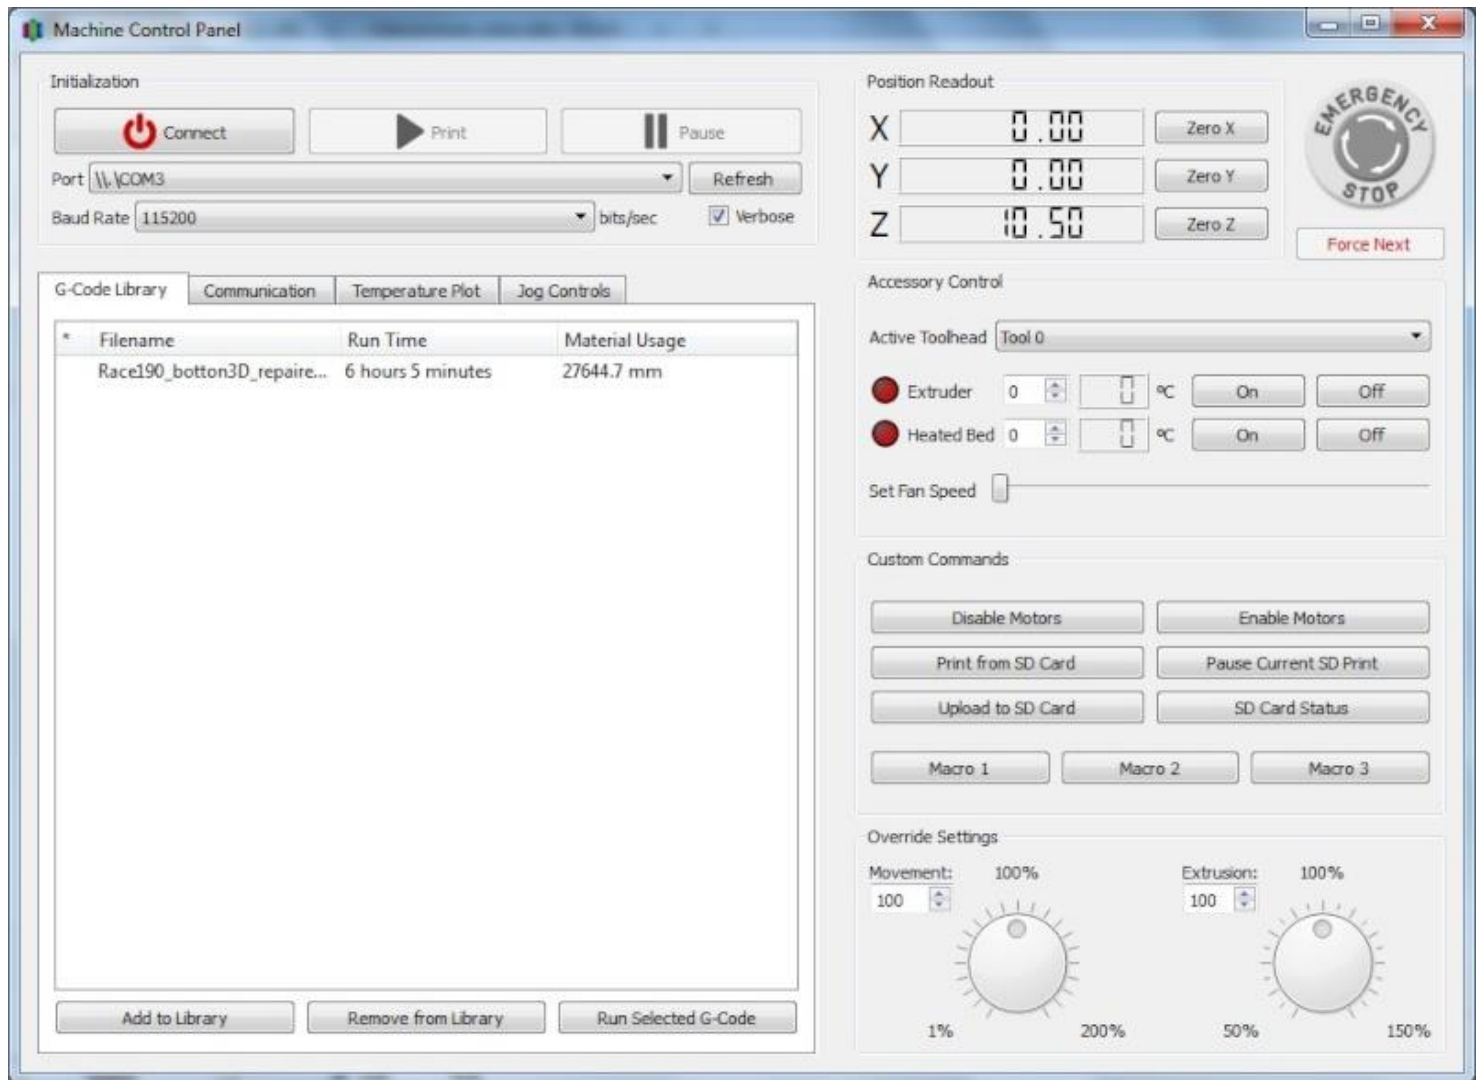 Machine Control Panel
Initialization
Connect
Print
Pause
Port \\.\COM3
Refresh
Baud Rate 115200
bits/sec
Verbose
G-Code Library
Communication
Temperature Plot
Jog Controls
* Filename Run Time Material Usage
Race190_botton3D_repaire... 6 hours 5 minutes 27644.7 mm
Add to Library
Remove from Library
Run Selected G-Code
Position Readout
X 0.00 Zero X
Y 0.00 Zero Y
Z 10.50 Zero Z
EMERGENCY
STOP
Force Next
Accessory Control
Active Toolhead Tool 0
Extruder 0 0 ºC On Off
Heated Bed 0 0 ºC On Off
Set Fan Speed
Custom Commands
Disable Motors
Enable Motors
Print from SD Card
Pause Current SD Print
Upload to SD Card
SD Card Status
Macro 1
Macro 2
Macro 3
Override Settings
Movement: 100%
100
1% 200%
Extrusion: 100%
100
50% 150%